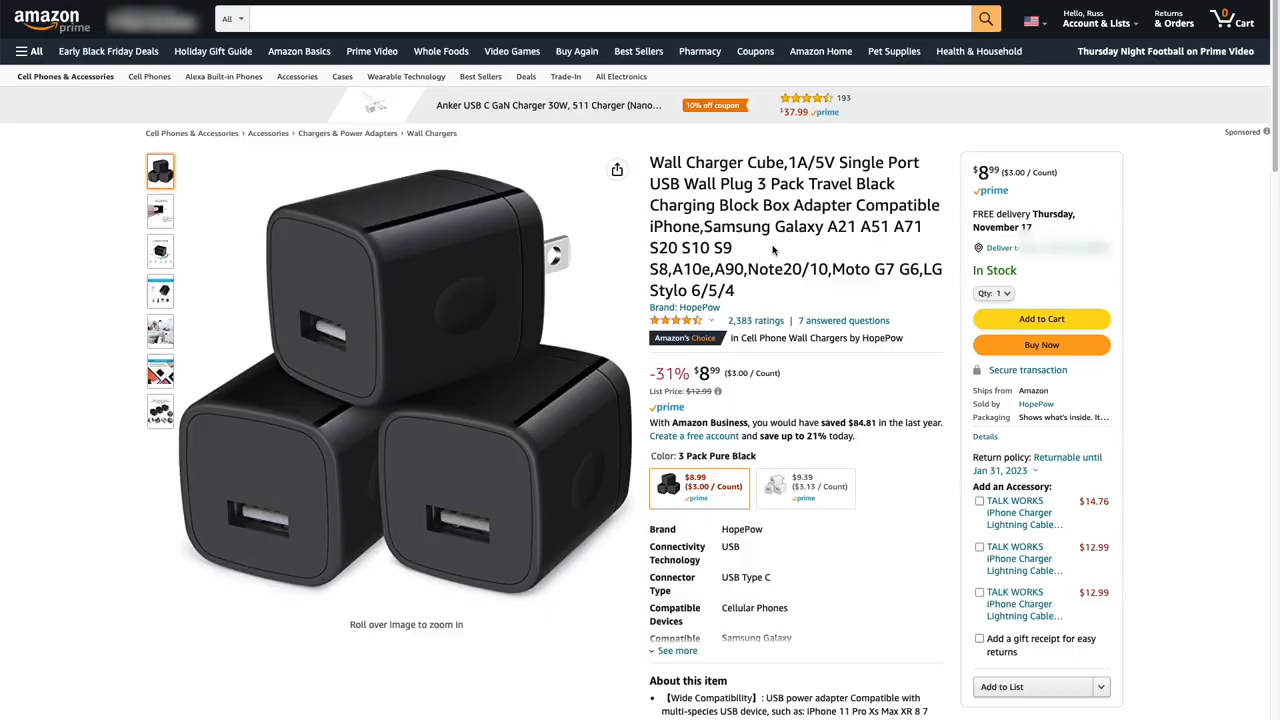 amazon
prime
All
Hello, Russ
Account & Lists
Returns
& Orders
0
Cart
All
Early Black Friday Deals
Holiday Gift Guide
Amazon Basics
Prime Video
Whole Foods
Video Games
Buy Again
Best Sellers
Pharmacy
Coupons
Amazon Home
Pet Supplies
Health & Household
Thursday Night Football on Prime Video
Cell Phones & Accessories
Cell Phones
Alexa Built-in Phones
Accessories
Cases
Wearable Technology
Best Sellers
Deals
Trade-In
All Electronics
Anker USB C GaN Charger 30W, 511 Charger (Nano...
10% off coupon
193
$37.99 prime
Cell Phones & Accessories › Accessories › Chargers & Power Adapters › Wall Chargers
Sponsored
Wall Charger Cube,1A/5V Single Port
USB Wall Plug 3 Pack Travel Black
Charging Block Box Adapter Compatible
iPhone,Samsung Galaxy A21 A51 A71
S20 S10 S9
S8,A10e,A90,Note20/10,Moto G7 G6,LG
Stylo 6/5/4
Brand: HopePow
2,383 ratings | 7 answered questions
Amazon's Choice in Cell Phone Wall Chargers by HopePow
-31% $8.99 ($3.00 / Count)
List Price: $12.99
prime
With Amazon Business, you would have saved $84.81 in the last year.
Create a free account and save up to 21% today.
Color: 3 Pack Pure Black
$8.99
($3.00 / Count)
prime
$9.39
($3.13 / Count)
prime
Brand HopePow
Connectivity USB
Technology
Connector USB Type C
Type
Compatible Cellular Phones
Devices
Compatible Samsung Galaxy
See more
About this item
• 【Wide Compatibility】: USB power adapter Compatible with
multi-species USB device, such as: iPhone 11 Pro Xs Max XR 8 7
Roll over image to zoom in
$8.99 ($3.00 / Count)
prime
FREE delivery Thursday,
November 17
Deliver
In Stock
Qty: 1
Add to Cart
Buy Now
Secure transaction
Ships from Amazon
Sold by HopePow
Packaging Shows what's inside. It...
Details
Return policy: Returnable until
Jan 31, 2023
Add an Accessory:
TALK WORKS $14.76
iPhone Charger
Lightning Cable...
TALK WORKS $12.99
iPhone Charger
Lightning Cable...
TALK WORKS $12.99
iPhone Charger
Lightning Cable...
Add a gift receipt for easy
returns
Add to List